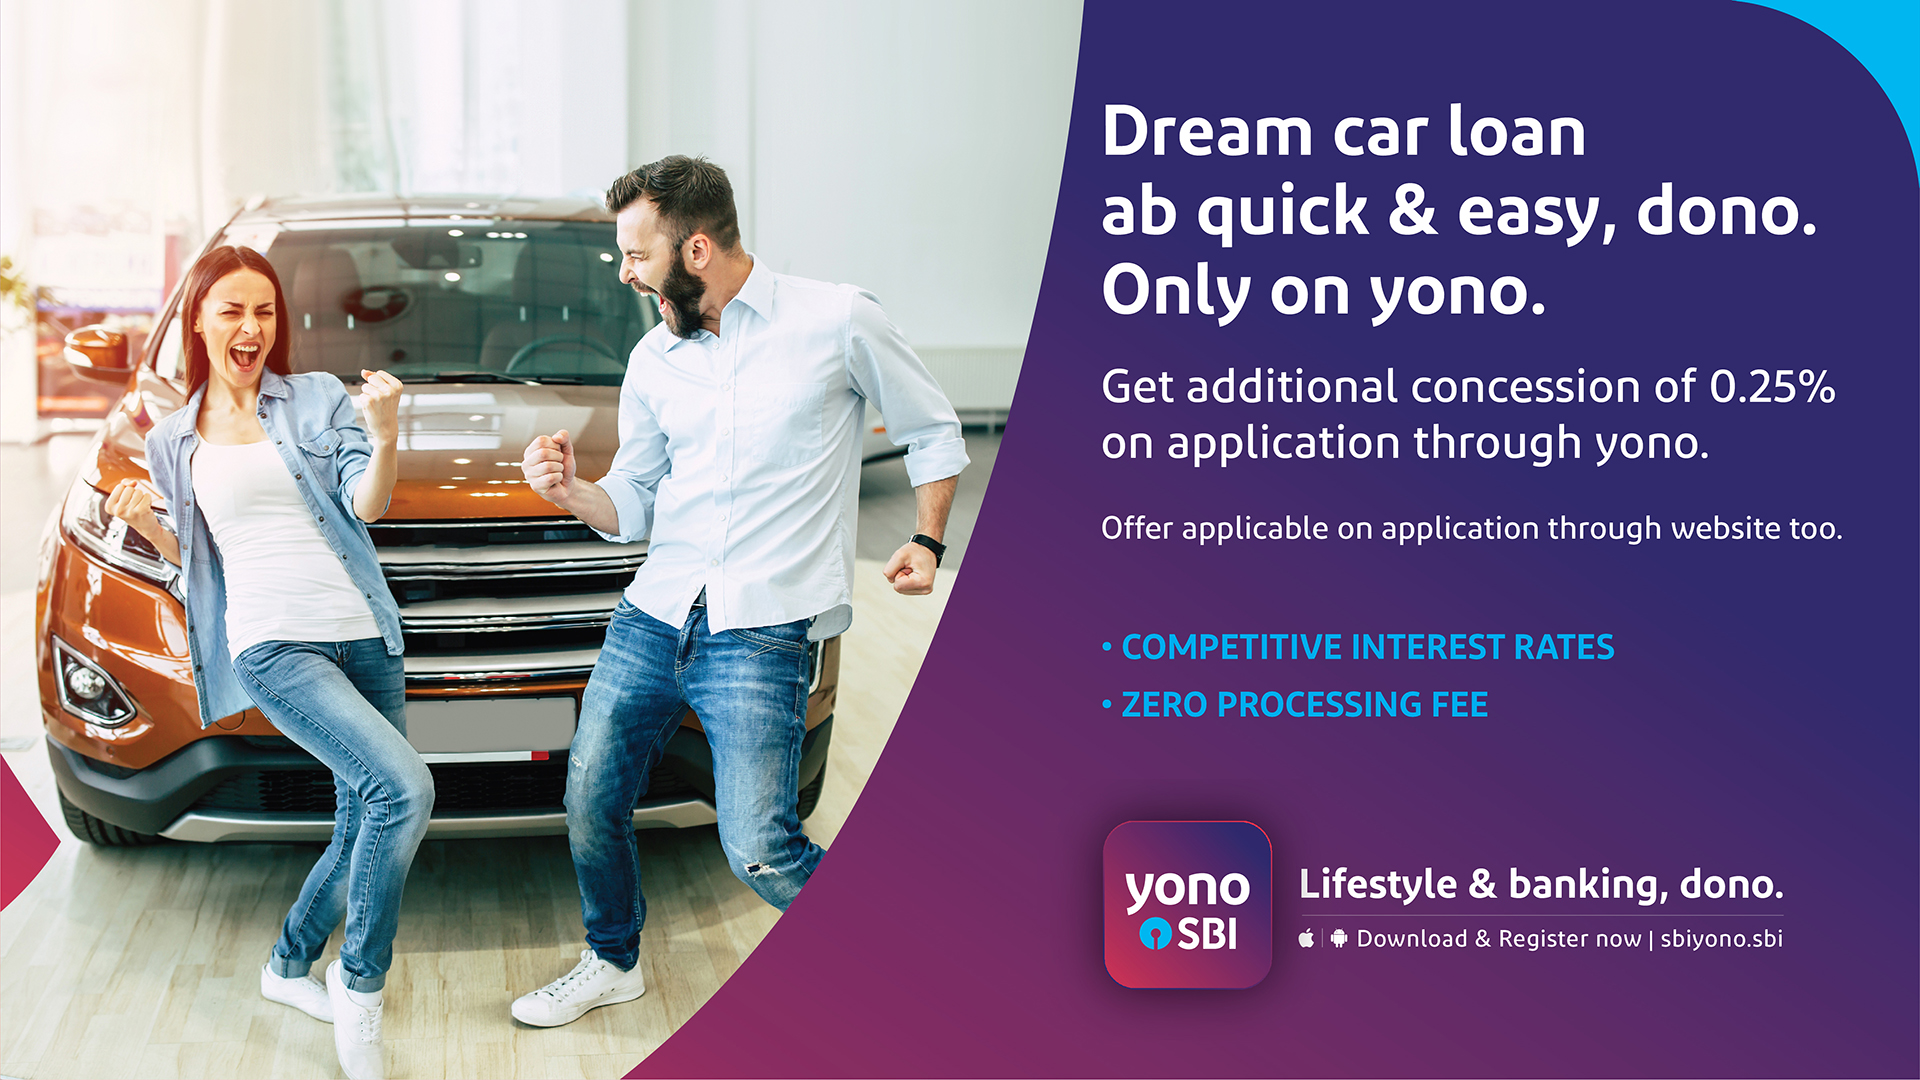 Dream car loan
ab quick & easy, dono.
Only on yono.
Get additional concession of 0.25%
on application through yono.
Offer applicable on application through website too.
• COMPETITIVE INTEREST RATES
• ZERO PROCESSING FEE
yono
SBI
Lifestyle & banking, dono.
Download & Register now | sbiyono.sbi